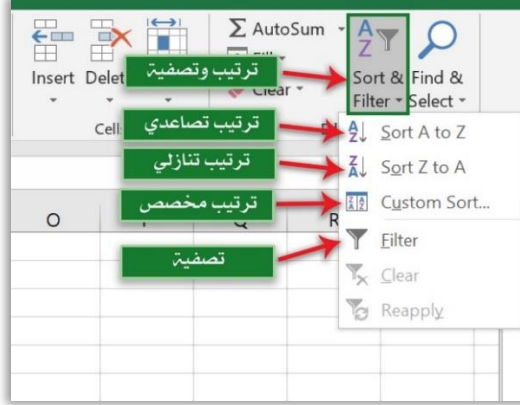 AutoSum
Insert
Delet
ترتيب وتصفية
Sort & Filter
Find & Select
Clear
Cell
ترتيب تصاعدي
Sort A to Z
ترتيب تنازلي
Sort Z to A
ترتيب مخصص
Custom Sort...
تصفية
Filter
Clear
Reapply
O
Q
R